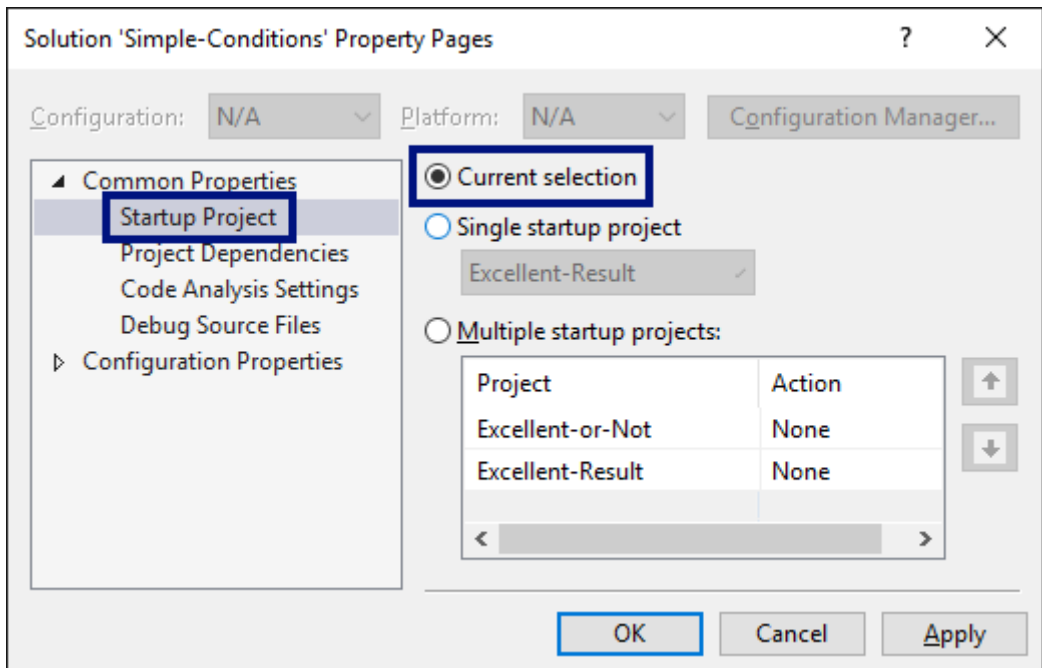 Solution 'Simple-Conditions' Property Pages ?
Configuration: N/A Platform: N/A Configuration Manager...
Common Properties
Startup Project
Project Dependencies
Code Analysis Settings
Debug Source Files
Configuration Properties
Current selection
Single startup project
Excellent-Result
Multiple startup projects:
Project Action
Excellent-or-Not None
Excellent-Result None
OK Cancel Apply